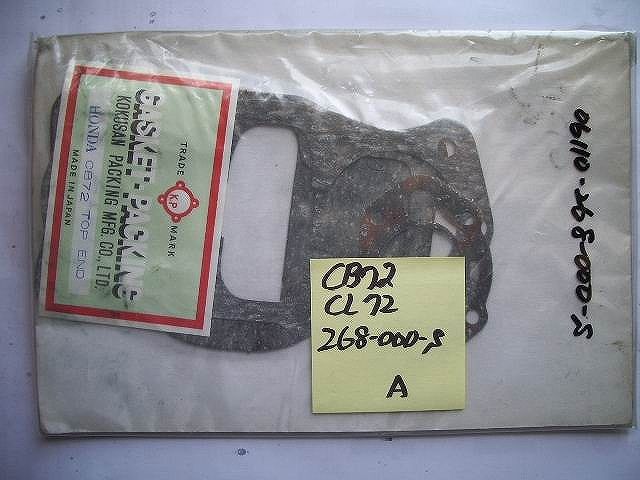 GASKET・PACKING
KOKUSAN PACKING MFG. CO., LTD.
HONDA CB72 TOP END
MADE IN JAPAN
TRADE
KP
MARK
CB72
CL72
268-000-S
A
06110-268-000-S